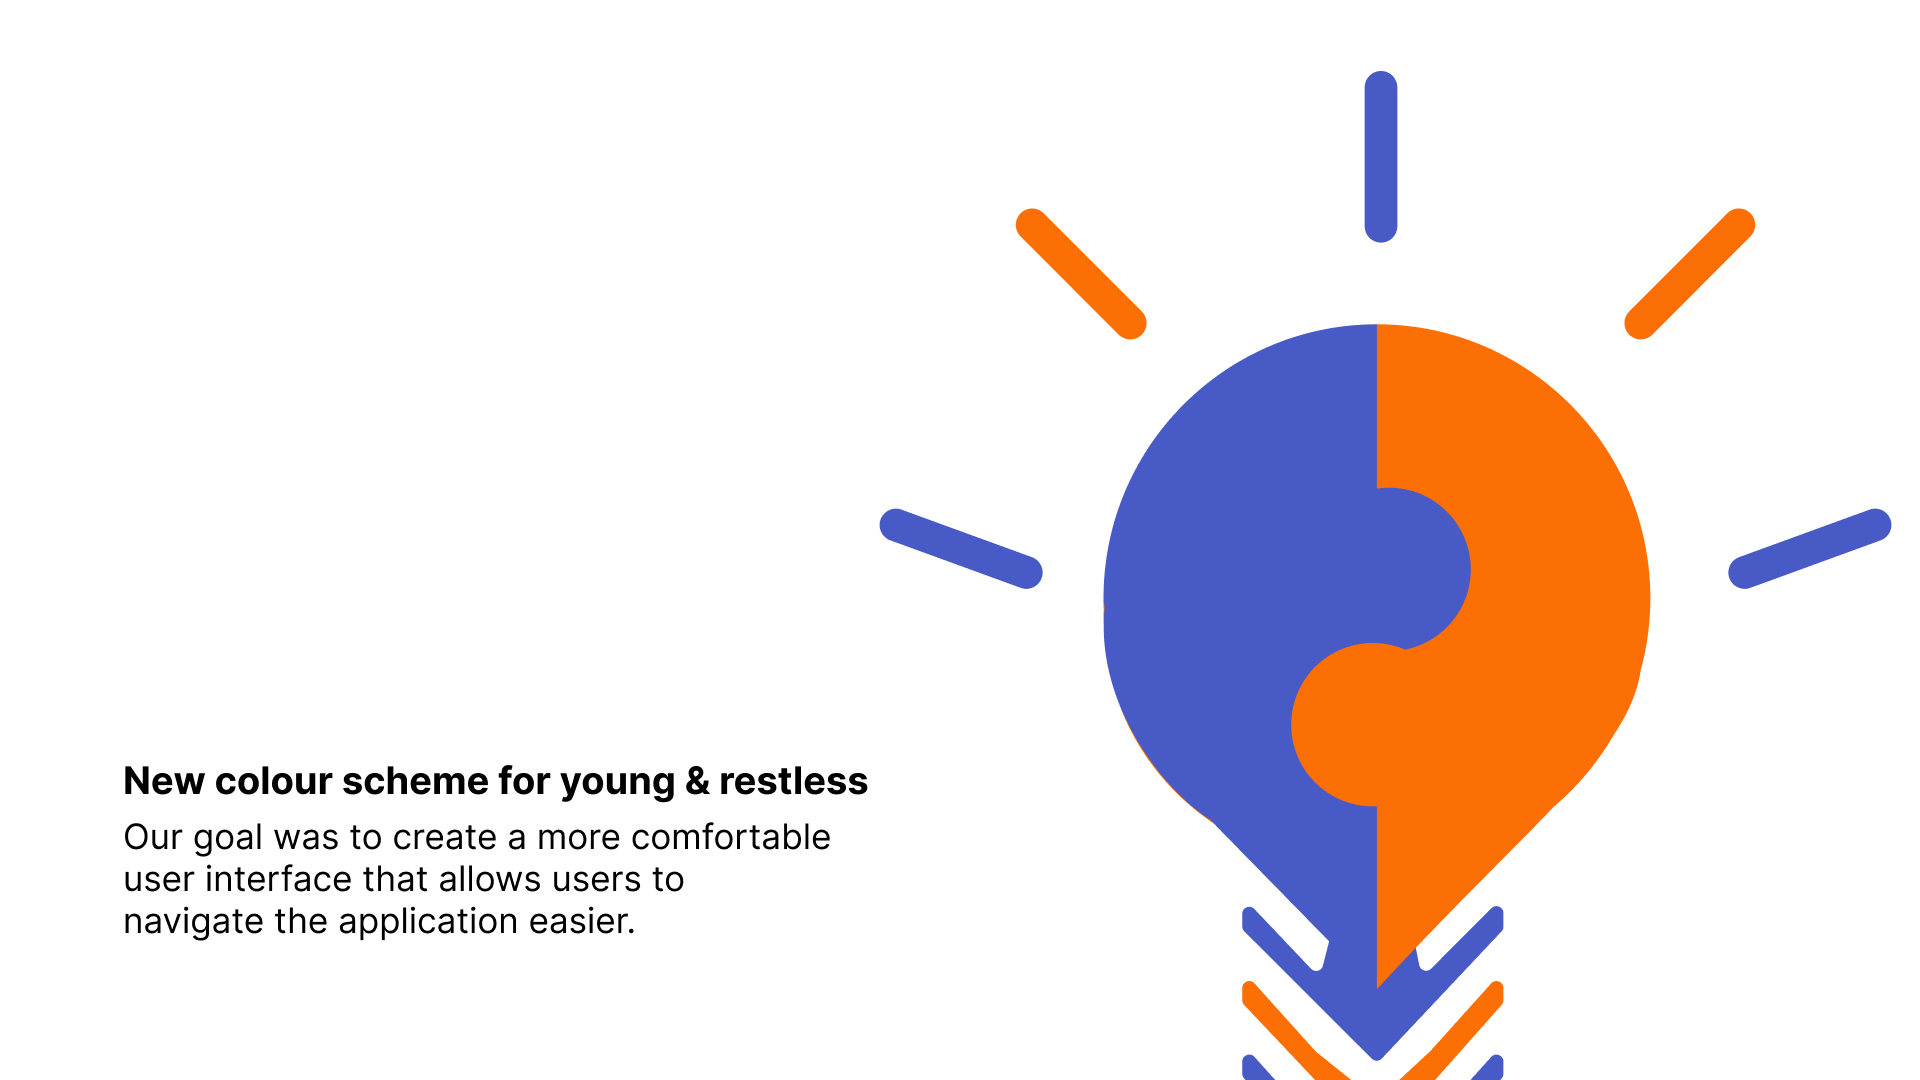 New colour scheme for young & restless
Our goal was to create a more comfortable
user interface that allows users to
navigate the application easier.